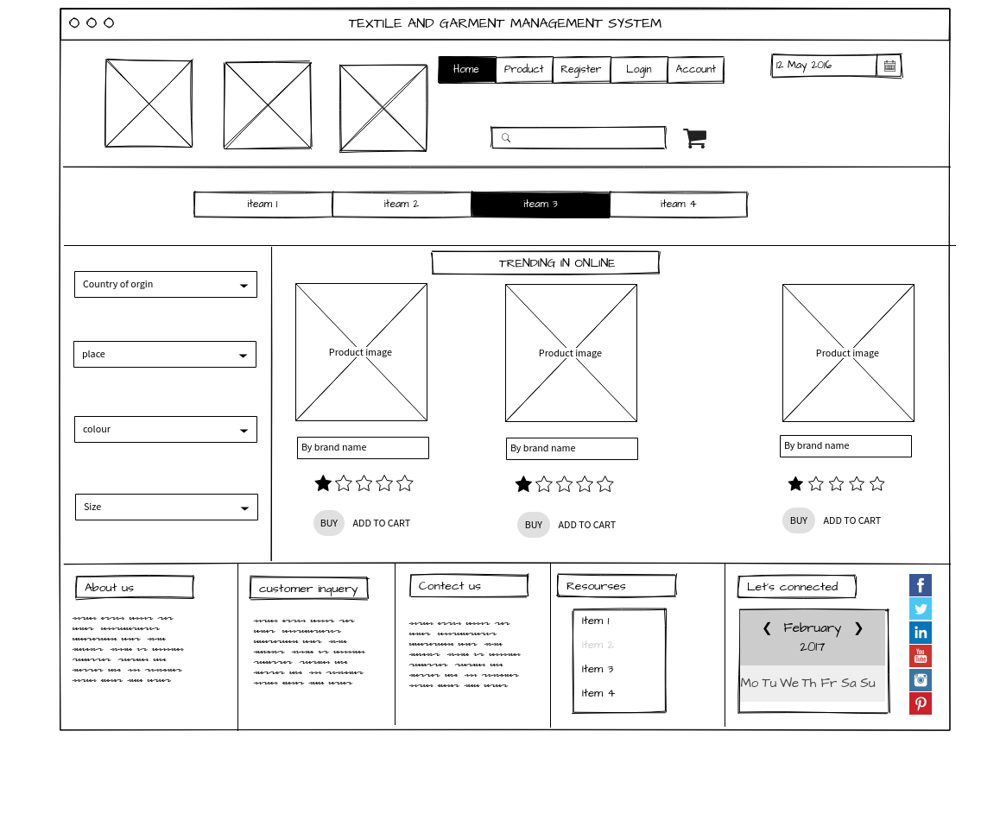 TEXTILE AND GARMENT MANAGEMENT SYSTEM
Home Product Register Login Account
12 May 2016
iteam 1 iteam 2 iteam 3 iteam 4
TRENDING IN ONLINE
Country of orgin
place
colour
Size
Product image Product image Product image
By brand name By brand name By brand name
BUY ADD TO CART BUY ADD TO CART BUY ADD TO CART
About us
customer inquery
Contect us
Resourses
Item 1
Item 2
Item 3
Item 4
Let's connected
February
2017
Mo Tu We Th Fr Sa Su
f
in
You
Tube